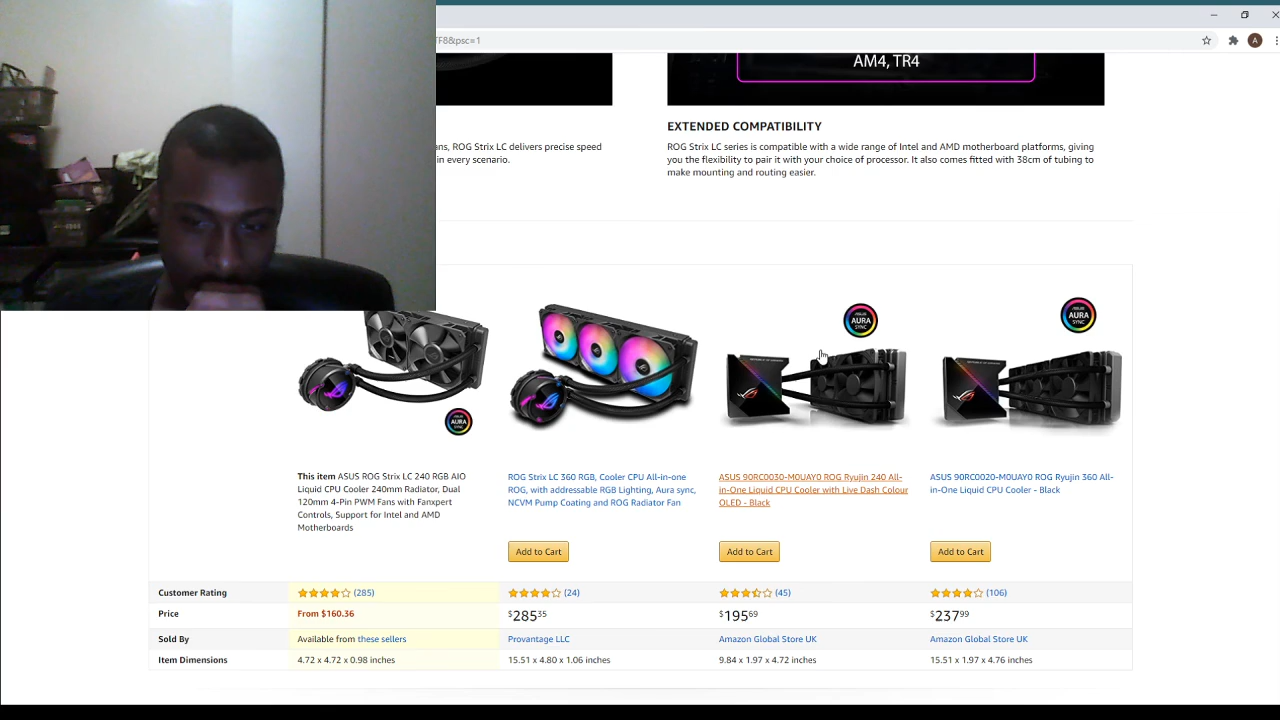 TF8&psc=1
A
AM4, TR4
ans, ROG Strix LC delivers precise speed
in every scenario.
EXTENDED COMPATIBILITY
ROG Strix LC series is compatible with a wide range of Intel and AMD motherboard platforms, giving
you the flexibility to pair it with your choice of processor. It also comes fitted with 38cm of tubing to
make mounting and routing easier.
AURA
SYNC
AURA
SYNC
AURA
SYNC
This item ASUS ROG Strix LC 240 RGB AIO
Liquid CPU Cooler 240mm Radiator, Dual
120mm 4-Pin PWM Fans with Fanxpert
Controls, Support for Intel and AMD
Motherboards
ROG Strix LC 360 RGB, Cooler CPU All-in-one
ROG, with addressable RGB Lighting, Aura sync,
NCVM Pump Coating and ROG Radiator Fan
ASUS 90RC0030-M0UAY0 ROG Ryujin 240 All-
in-One Liquid CPU Cooler with Live Dash Colour
OLED - Black
ASUS 90RC0020-M0UAY0 ROG Ryujin 360 All-
in-One Liquid CPU Cooler - Black
Add to Cart
Add to Cart
Add to Cart
Customer Rating (285) (24) (45) (106)
Price From $160.36 $285.35 $195.69 $237.99
Sold By Available from these sellers Provantage LLC Amazon Global Store UK Amazon Global Store UK
Item Dimensions 4.72 x 4.72 x 0.98 inches 15.51 x 4.80 x 1.06 inches 9.84 x 1.97 x 4.72 inches 15.51 x 1.97 x 4.76 inches